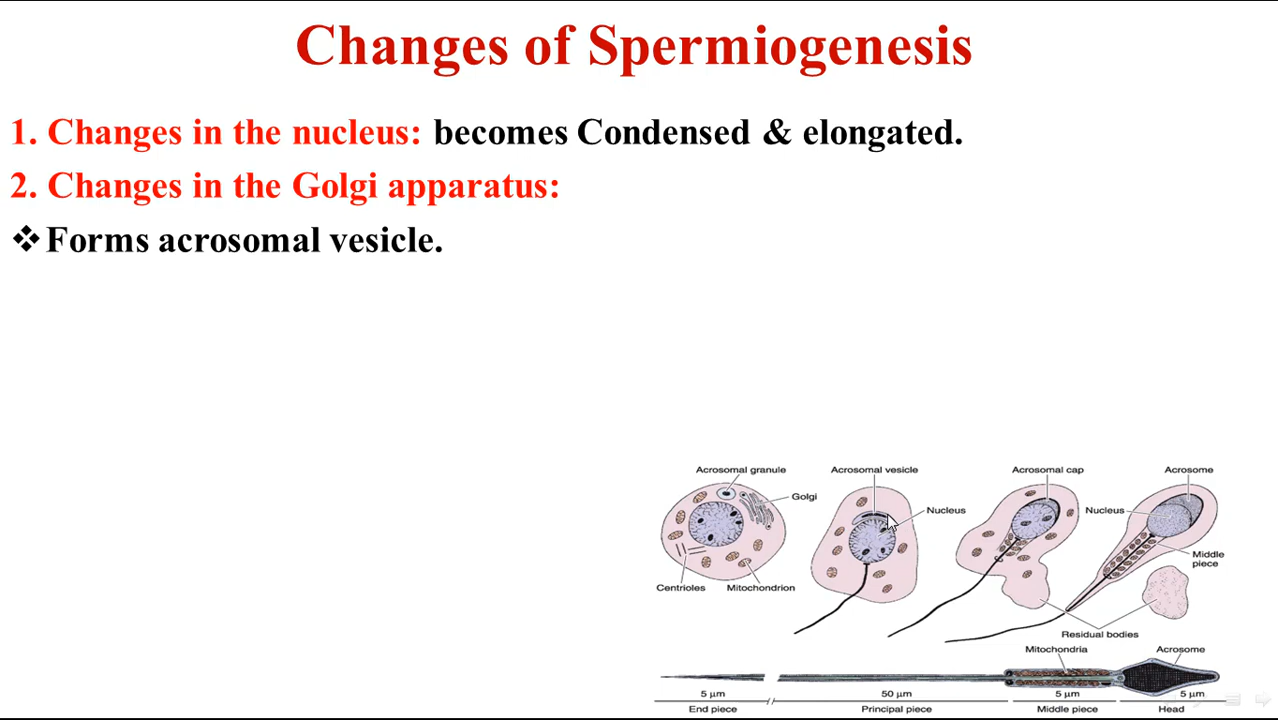 Changes of Spermiogenesis
1. Changes in the nucleus: becomes Condensed & elongated.
2. Changes in the Golgi apparatus:
❖Forms acrosomal vesicle.
Acrosomal granule
Acrosomal vesicle
Acrosomal cap
Acrosome
Golgi
Nucleus
Nucleus
Middle piece
Centrioles
Mitochondrion
Residual bodies
Mitochondria
Acrosome
5 µm
50 µm
5 µm
5 µm
End piece
Principal piece
Middle piece
Head